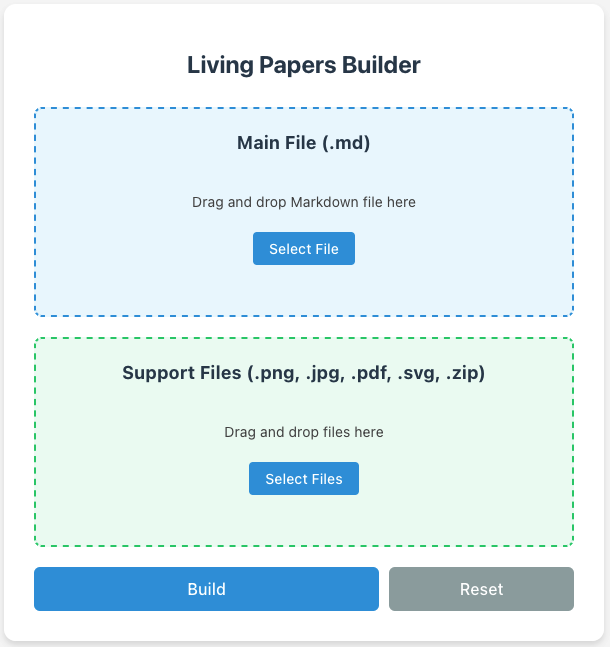 Living Papers Builder
Main File (.md)
Drag and drop Markdown file here
Select File
Support Files (.png, .jpg, .pdf, .svg, .zip)
Drag and drop files here
Select Files
Build
Reset